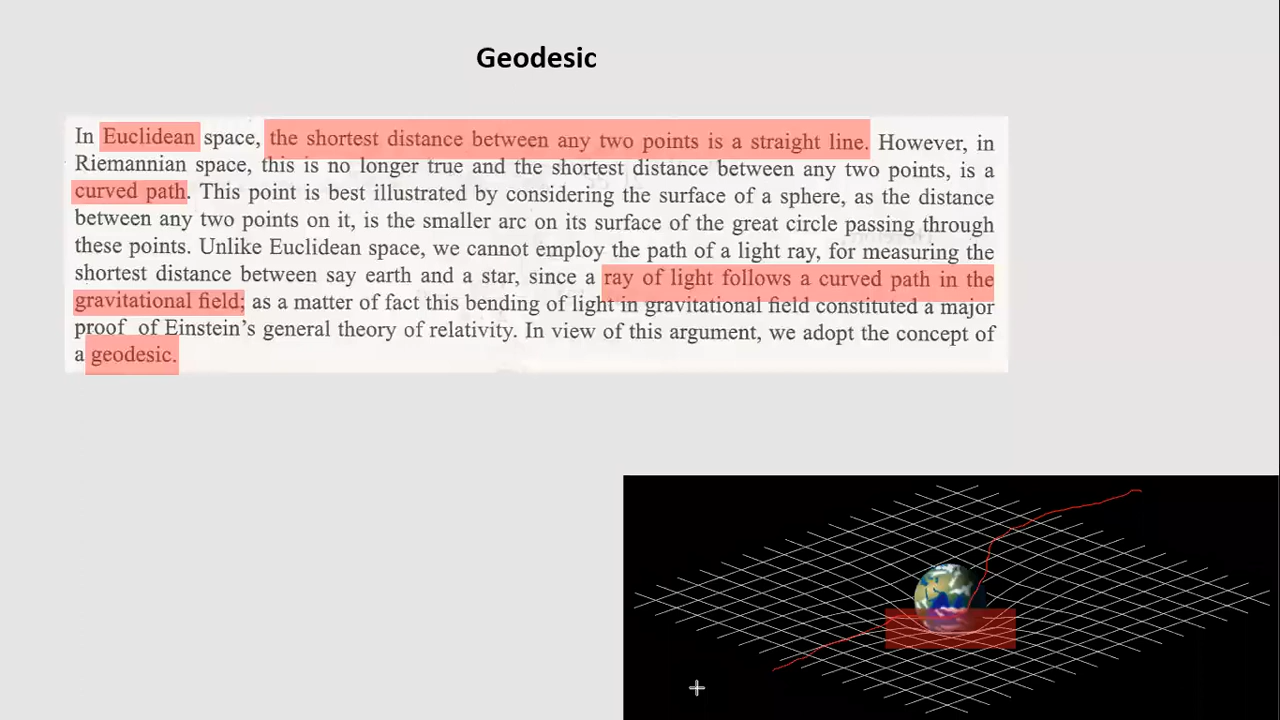 Geodesic
In Euclidean space, the shortest distance between any two points is a straight line. However, in
Riemannian space, this is no longer true and the shortest distance between any two points, is a
curved path. This point is best illustrated by considering the surface of a sphere, as the distance
between any two points on it, is the smaller arc on its surface of the great circle passing through
these points. Unlike Euclidean space, we cannot employ the path of a light ray, for measuring the
shortest distance between say earth and a star, since a ray of light follows a curved path in the
gravitational field; as a matter of fact this bending of light in gravitational field constituted a major
proof of Einstein's general theory of relativity. In view of this argument, we adopt the concept of
a geodesic.